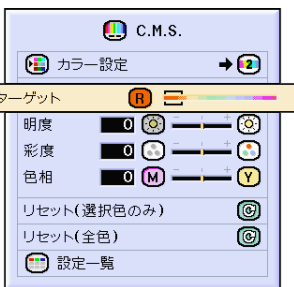 C.M.S.
カラー設定 2
ターゲット R
明度 0 - +
彩度 0 - +
色相 0 M - + Y
リセット(選択色のみ)
リセット(全色)
設定一覧